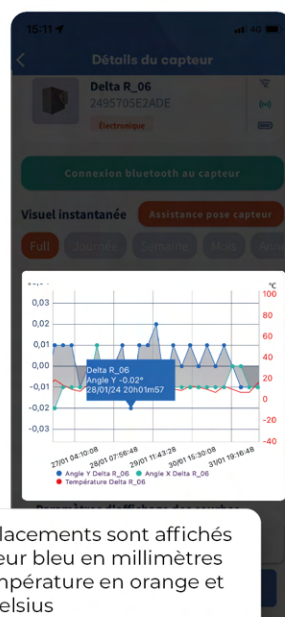 15:11
4G
Détails du capteur
Delta R_06
2495705E2ADE
Electronique
Connexion bluetooth au capteur
Visuel instantanée
Assistance pose capteur
Full
Journée
Semaine
Mois
°C
0,03
0,02
0,01
0,00
-0,01
-0,02
-0,03
100
80
60
40
20
0
-20
-40
Delta R_06
Angle Y -0.02°
28/01/24 20h01m57
27/01 04:10:08
28/01 07:56:48
29/01 11:43:28
30/01 15:30:08
31/01 19:16:48
Angle Y Delta R_06
Angle X Delta R_06
Température Delta R_06
lacements sont affichés
eur bleu en millimètres
mpérature en orange et
elsius